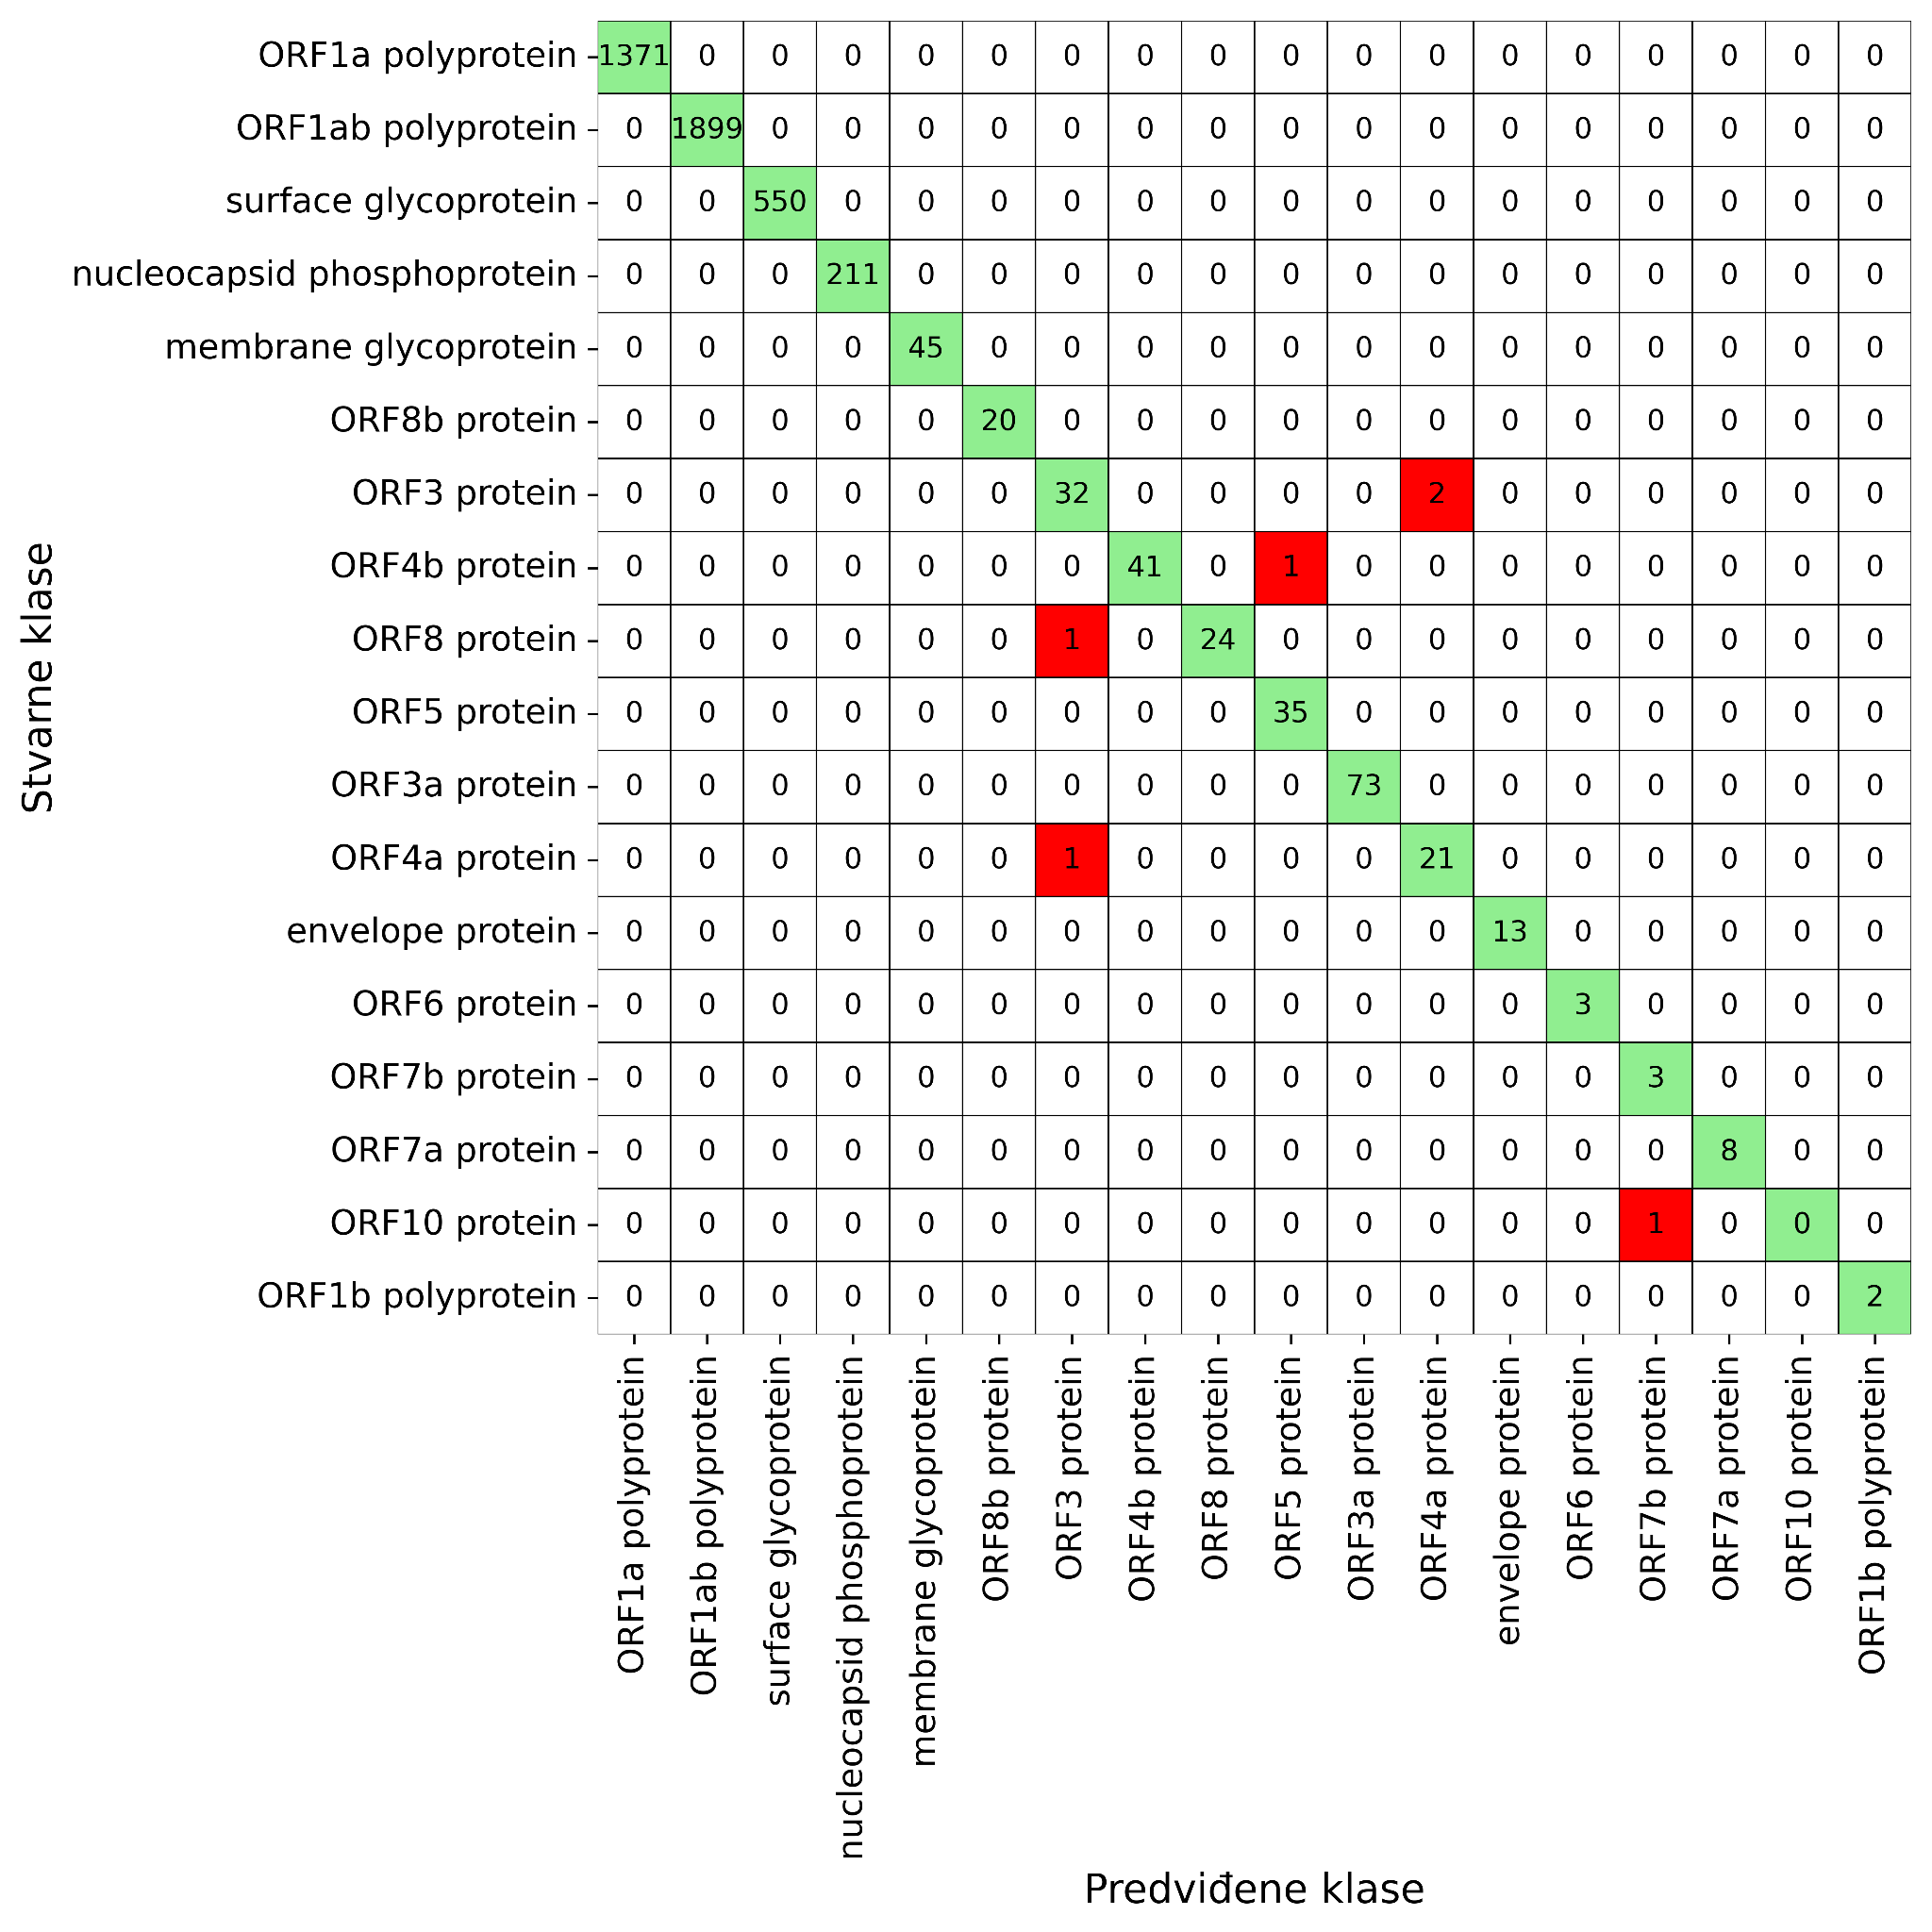 ORF1a polyprotein 1371 0 0 0 0 0 0 0 0 0 0 0 0 0 0 0 0 0
ORF1ab polyprotein 0 1899 0 0 0 0 0 0 0 0 0 0 0 0 0 0 0 0
surface glycoprotein 0 0 550 0 0 0 0 0 0 0 0 0 0 0 0 0 0 0
nucleocapsid phosphoprotein 0 0 0 211 0 0 0 0 0 0 0 0 0 0 0 0 0 0
membrane glycoprotein 0 0 0 0 45 0 0 0 0 0 0 0 0 0 0 0 0 0
ORF8b protein 0 0 0 0 0 20 0 0 0 0 0 0 0 0 0 0 0 0
ORF3 protein 0 0 0 0 0 0 32 0 0 0 0 2 0 0 0 0 0 0
ORF4b protein 0 0 0 0 0 0 0 41 0 1 0 0 0 0 0 0 0 0
ORF8 protein 0 0 0 0 0 0 1 0 24 0 0 0 0 0 0 0 0 0
ORF5 protein 0 0 0 0 0 0 0 0 0 35 0 0 0 0 0 0 0 0
ORF3a protein 0 0 0 0 0 0 0 0 0 0 73 0 0 0 0 0 0 0
ORF4a protein 0 0 0 0 0 0 1 0 0 0 0 21 0 0 0 0 0 0
envelope protein 0 0 0 0 0 0 0 0 0 0 0 0 13 0 0 0 0 0
ORF6 protein 0 0 0 0 0 0 0 0 0 0 0 0 0 3 0 0 0 0
ORF7b protein 0 0 0 0 0 0 0 0 0 0 0 0 0 0 3 0 0 0
ORF7a protein 0 0 0 0 0 0 0 0 0 0 0 0 0 0 0 8 0 0
ORF10 protein 0 0 0 0 0 0 0 0 0 0 0 0 0 0 1 0 0 0
ORF1b polyprotein 0 0 0 0 0 0 0 0 0 0 0 0 0 0 0 0 0 2
Stvarne klase
ORF1a polyprotein
ORF1ab polyprotein
surface glycoprotein
nucleocapsid phosphoprotein
membrane glycoprotein
ORF8b protein
ORF3 protein
ORF4b protein
ORF8 protein
ORF5 protein
ORF3a protein
ORF4a protein
envelope protein
ORF6 protein
ORF7b protein
ORF7a protein
ORF10 protein
ORF1b polyprotein
Predviđene klase